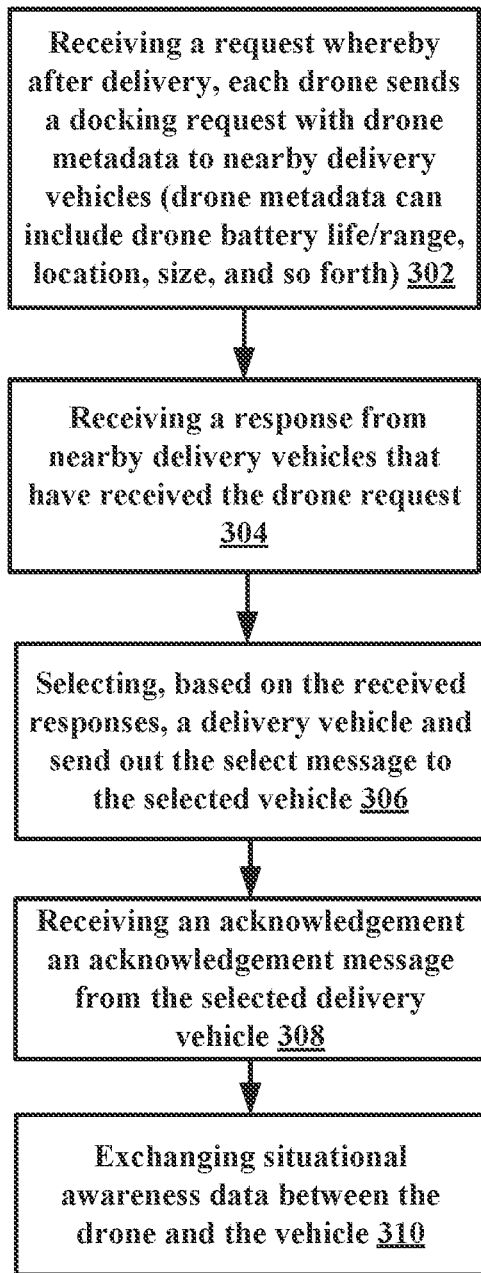 Receiving a request whereby
after delivery, each drone sends
a docking request with drone
metadata to nearby delivery
vehicles (drone metadata can
include drone battery life/range,
location, size, and so forth) 302
Receiving a response from
nearby delivery vehicles that
have received the drone request
304
Selecting, based on the received
responses, a delivery vehicle and
send out the select message to
the selected vehicle 306
Receiving an acknowledgement
an acknowledgement message
from the selected delivery
vehicle 308
Exchanging situational
awareness data between the
drone and the vehicle 310